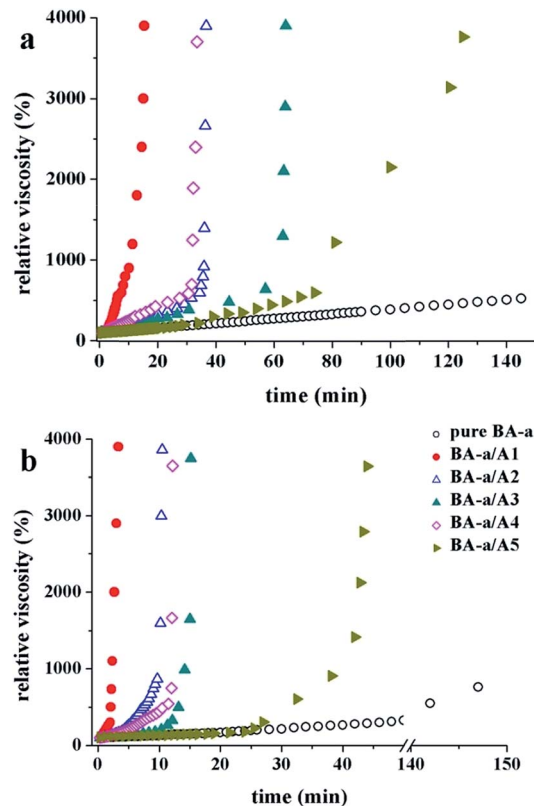 a
4000
3000
2000
1000
0
relative viscosity (%)
0 20 40 60 80 100 120 140
time (min)
b
4000
3000
2000
1000
0
relative viscosity (%)
pure BA-a
BA-a/A1
BA-a/A2
BA-a/A3
BA-a/A4
BA-a/A5
0 10 20 30 40 140 150
time (min)